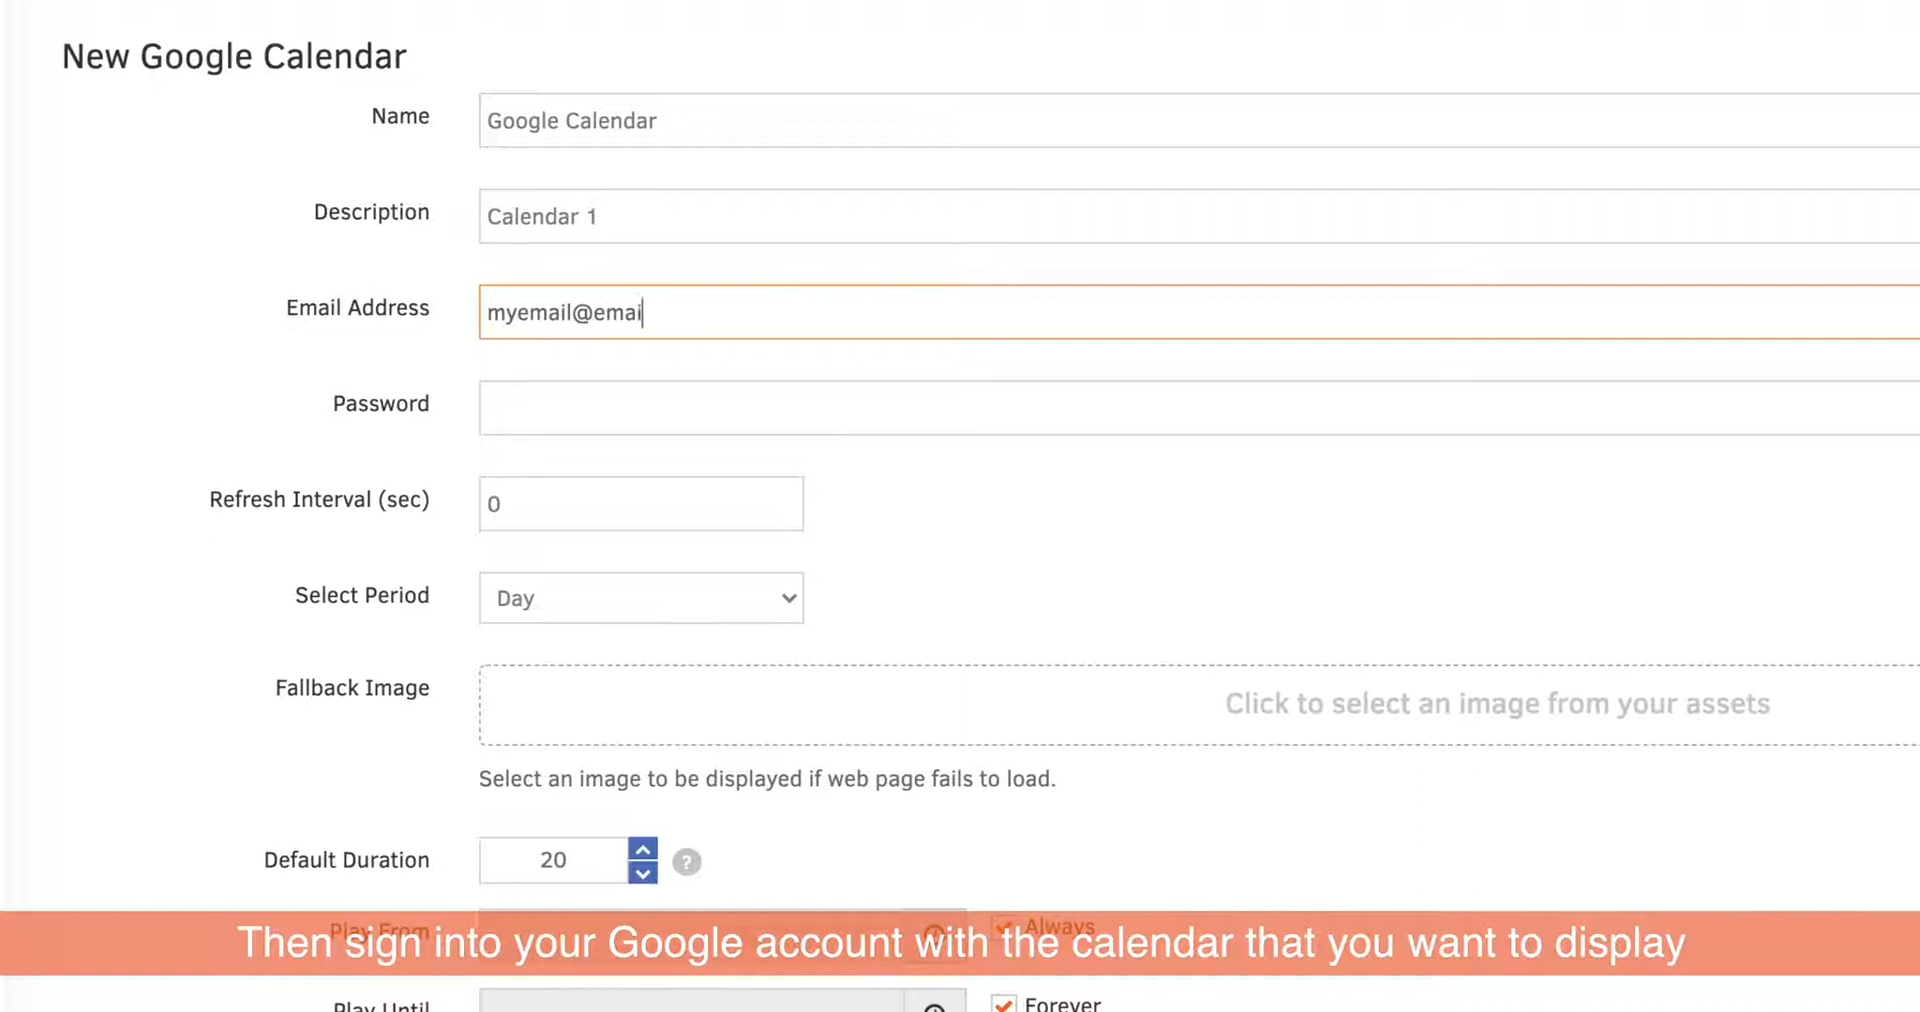 New Google Calendar
Name
Google Calendar
Description
Calendar 1
Email Address
myemail@emai
Password
Refresh Interval (sec)
0
Select Period
Day
Fallback Image
Click to select an image from your assets
Select an image to be displayed if web page fails to load.
Default Duration
20
?
Play From
Always
Then sign into your Google account with the calendar that you want to display
Play Until
Forever